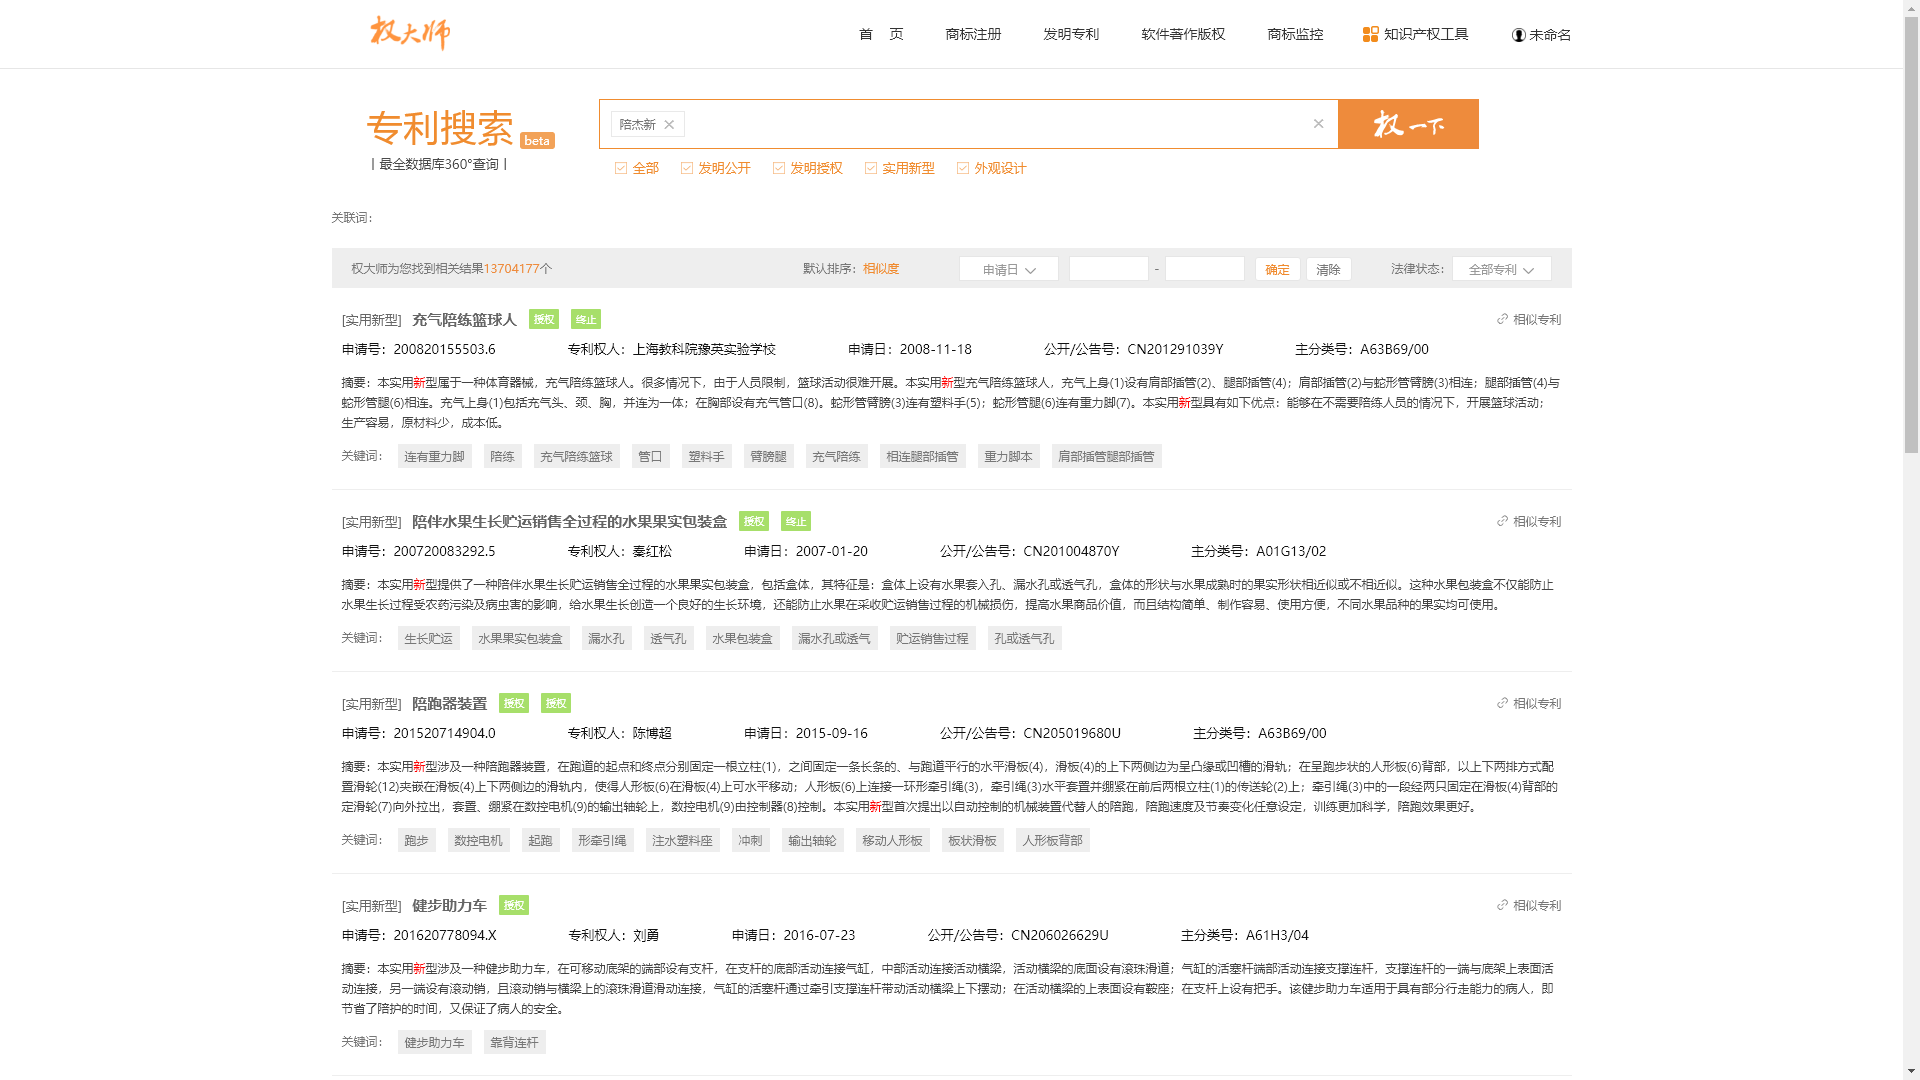 权大师
首 页 商标注册 发明专利 软件著作版权 商标监控 知识产权工具 未命名
专利搜索 beta
丨最全数据库360°查询丨
陪杰新 × × 权一下
全部 发明公开 发明授权 实用新型 外观设计
关联词：
权大师为您找到相关结果13704177个 默认排序：相似度 申请日 - 确定 清除 法律状态： 全部专利
[实用新型] 充气陪练篮球人 授权 终止 相似专利
申请号：200820155503.6 专利权人：上海教科院豫英实验学校 申请日：2008-11-18 公开/公告号：CN201291039Y 主分类号：A63B69/00
摘要：本实用新型属于一种体育器械，充气陪练篮球人。很多情况下，由于人员限制，篮球活动很难开展。本实用新型充气陪练篮球人，充气上身(1)设有肩部插管(2)、腿部插管(4)；肩部插管(2)与蛇形管臂膀(3)相连；腿部插管(4)与
蛇形管腿(6)相连。充气上身(1)包括充气头、颈、胸，并连为一体；在胸部设有充气管口(8)。蛇形管臂膀(3)连有塑料手(5)；蛇形管腿(6)连有重力脚(7)。本实用新型具有如下优点：能够在不需要陪练人员的情况下，开展篮球活动；
生产容易，原材料少，成本低。
关键词： 连有重力脚 陪练 充气陪练篮球 管口 塑料手 臂膀腿 充气陪练 相连腿部插管 重力脚本 肩部插管腿部插管
[实用新型] 陪伴水果生长贮运销售全过程的水果果实包装盒 授权 终止 相似专利
申请号：200720083292.5 专利权人：秦红松 申请日：2007-01-20 公开/公告号：CN201004870Y 主分类号：A01G13/02
摘要：本实用新型提供了一种陪伴水果生长贮运销售全过程的水果果实包装盒，包括盒体，其特征是：盒体上设有水果套入孔、漏水孔或透气孔，盒体的形状与水果成熟时的果实形状相近似或不相近似。这种水果包装盒不仅能防止
水果生长过程受农药污染及病虫害的影响，给水果生长创造一个良好的生长环境，还能防止水果在采收贮运销售过程的机械损伤，提高水果商品价值，而且结构简单、制作容易、使用方便，不同水果品种的果实均可使用。
关键词： 生长贮运 水果果实包装盒 漏水孔 透气孔 水果包装盒 漏水孔或透气 贮运销售过程 孔或透气孔
[实用新型] 陪跑器装置 授权 授权 相似专利
申请号：201520714904.0 专利权人：陈博超 申请日：2015-09-16 公开/公告号：CN205019680U 主分类号：A63B69/00
摘要：本实用新型涉及一种陪跑器装置，在跑道的起点和终点分别固定一根立柱(1)，之间固定一条长条的、与跑道平行的水平滑板(4)，滑板(4)的上下两侧边为呈凸缘或凹槽的滑轨；在呈跑步状的人形板(6)背部，以上下两排方式配
置滑轮(12)夹嵌在滑板(4)上下两侧边的滑轨内，使得人形板(6)在滑板(4)上可水平移动；人形板(6)上连接一环形牵引绳(3)，牵引绳(3)水平套置并绷紧在前后两根立柱(1)的传送轮(2)上；牵引绳(3)中的一段经两只固定在滑板(4)背部的
定滑轮(7)向外拉出，套置、绷紧在数控电机(9)的输出轴轮上，数控电机(9)由控制器(8)控制。本实用新型首次提出以自动控制的机械装置代替人的陪跑，陪跑速度及节奏变化任意设定，训练更加科学，陪跑效果更好。
关键词： 跑步 数控电机 起跑 形牵引绳 注水塑料座 冲刺 输出轴轮 移动人形板 板状滑板 人形板背部
[实用新型] 健步助力车 授权 相似专利
申请号：201620778094.X 专利权人：刘勇 申请日：2016-07-23 公开/公告号：CN206026629U 主分类号：A61H3/04
摘要：本实用新型涉及一种健步助力车，在可移动底架的端部设有支杆，在支杆的底部活动连接气缸，中部活动连接活动横梁，活动横梁的底面设有滚珠滑道；气缸的活塞杆端部活动连接支撑连杆，支撑连杆的一端与底架上表面活
动连接，另一端设有滚动销，且滚动销与横梁上的滚珠滑道滑动连接，气缸的活塞杆通过牵引支撑连杆带动活动横梁上下摆动；在活动横梁的上表面设有鞍座；在支杆上设有把手。该健步助力车适用于具有部分行走能力的病人，即
节省了陪护的时间，又保证了病人的安全。
关键词： 健步助力车 靠背连杆